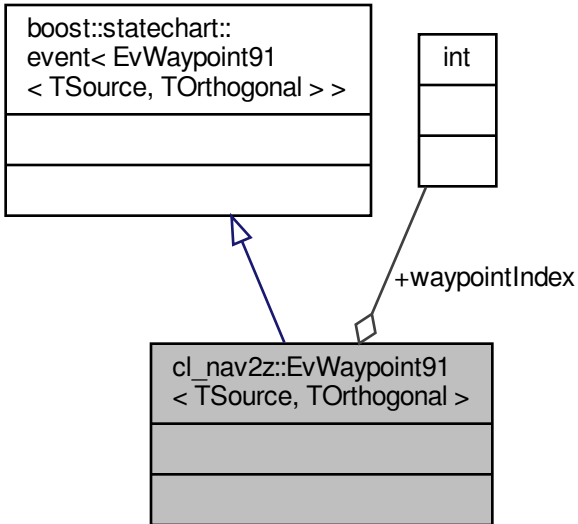 boost::statechart::
event< EvWaypoint91
< TSource, TOrthogonal > >
int
+waypointIndex
cl_nav2z::EvWaypoint91
< TSource, TOrthogonal >